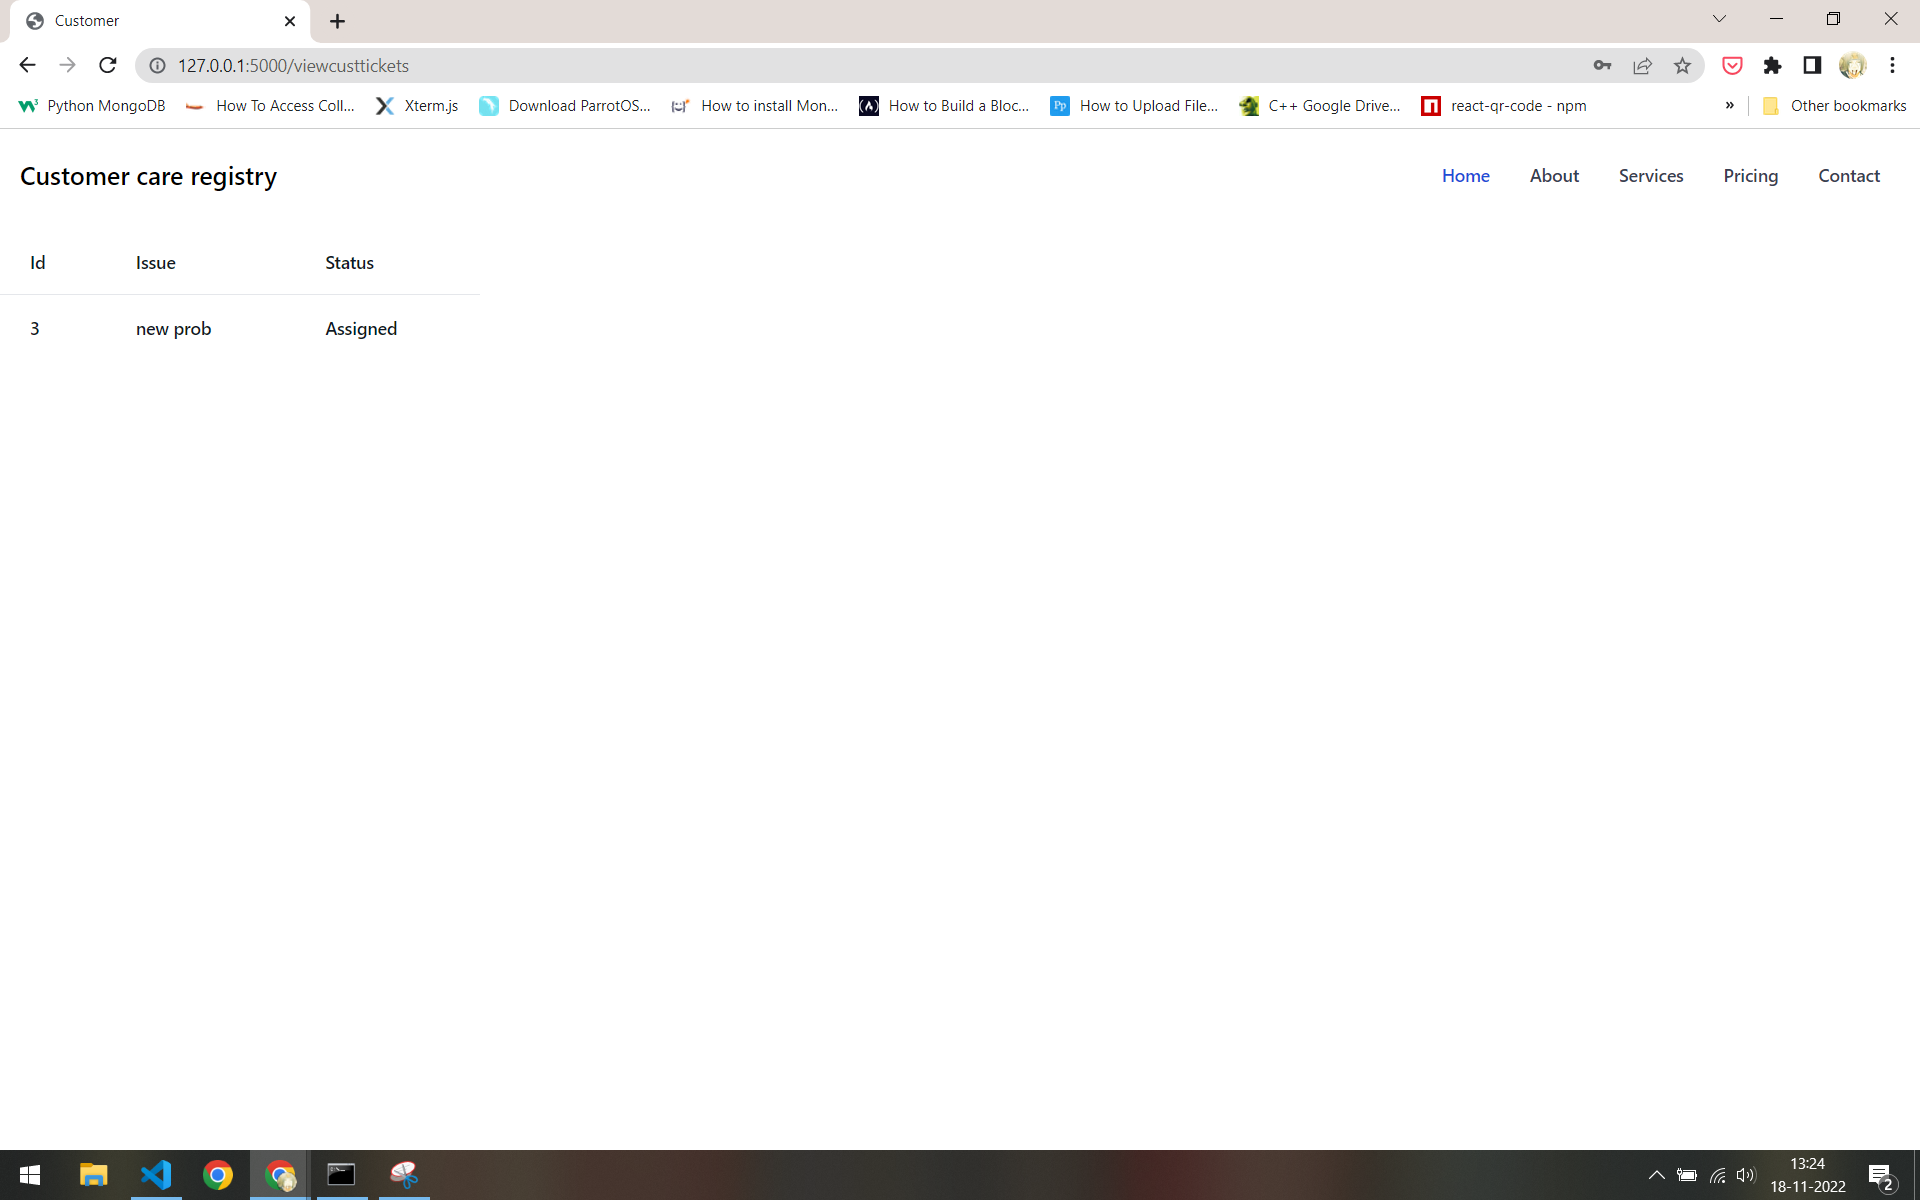 Customer
127.0.0.1:5000/viewcusttickets
Python MongoDB How To Access Coll... Xterm.js Download ParrotOS... How to install Mon... How to Build a Bloc... Pp How to Upload File... C++ Google Drive... react-qr-code - npm » Other bookmarks
Customer care registry Home About Services Pricing Contact
Id Issue Status
3 new prob Assigned
13:24
18-11-2022
2